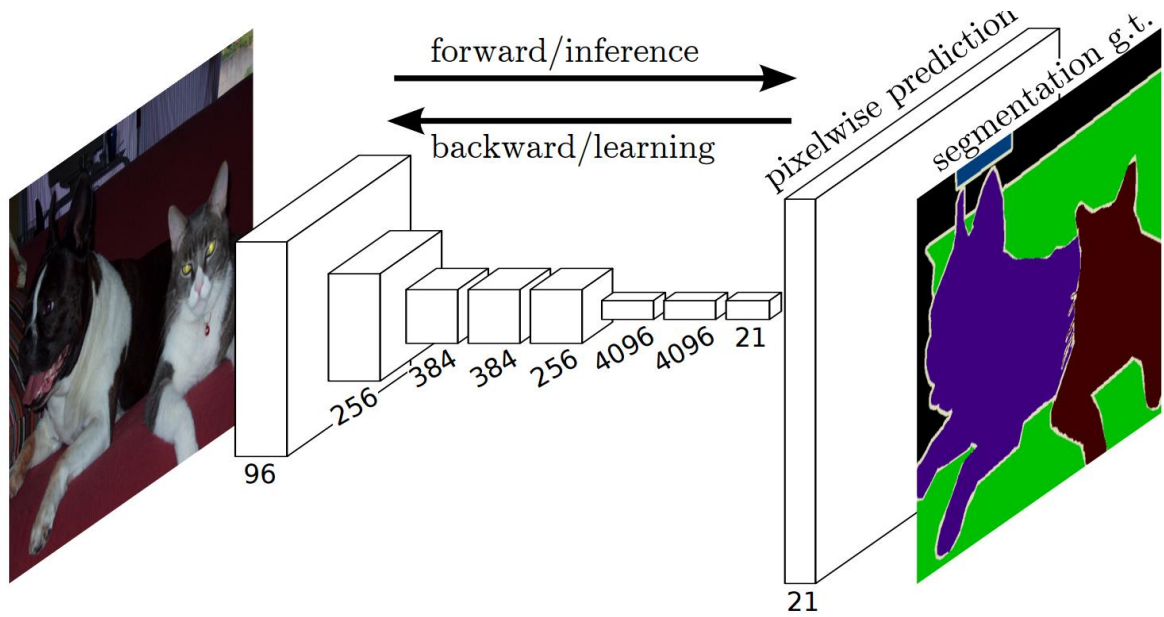 forward/inference
backward/learning
pixelwise prediction
segmentation g.t.
96
256
384
384
256
4096
4096
21
21